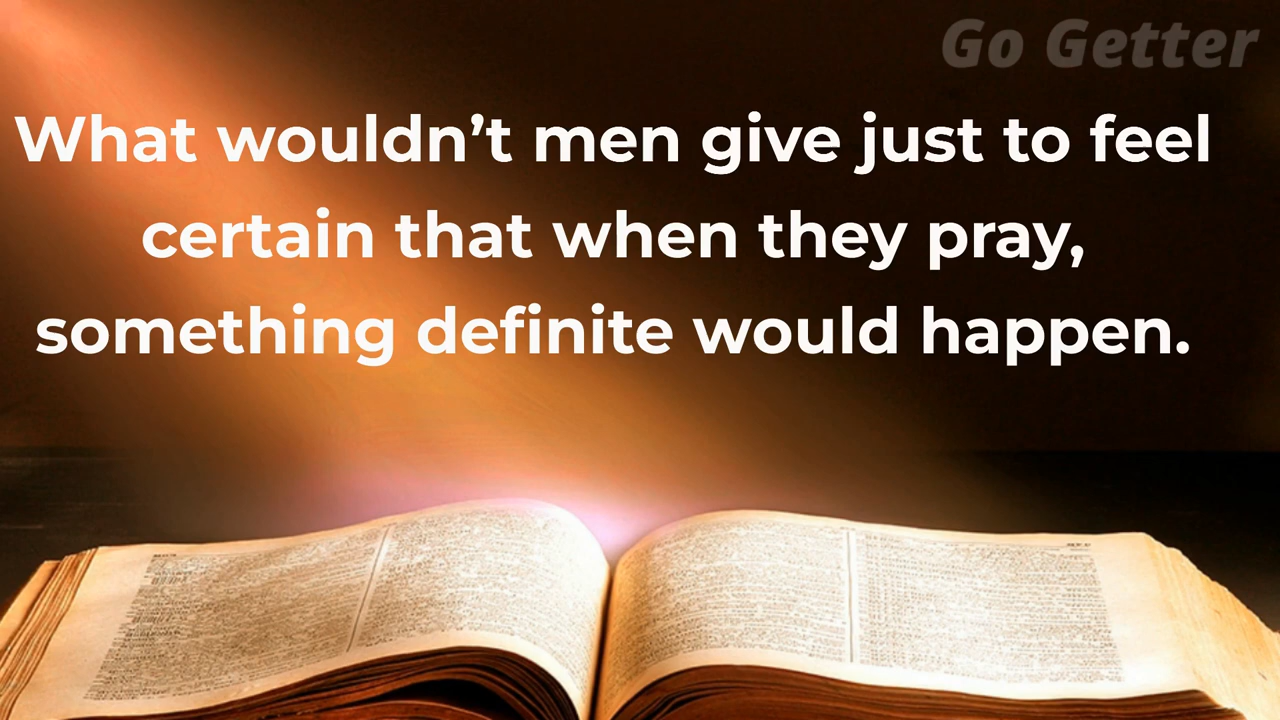 Go Getter
What wouldn’t men give just to feel
certain that when they pray,
something definite would happen.